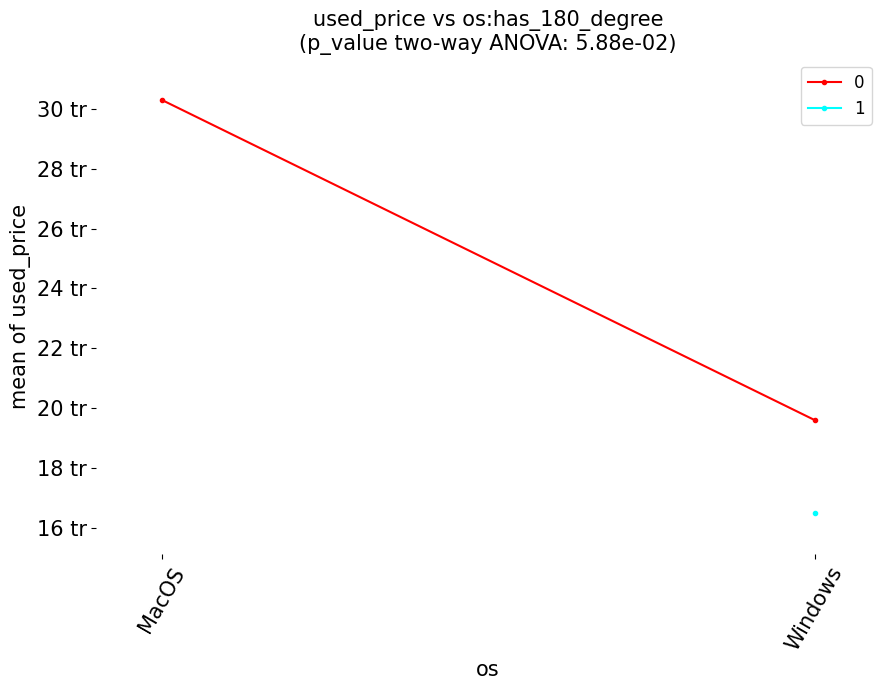 used_price vs os:has_180_degree
(p_value two-way ANOVA: 5.88e-02)
0
1
mean of used_price
30 tr
28 tr
26 tr
24 tr
22 tr
20 tr
18 tr
16 tr
MacOS
Windows
os